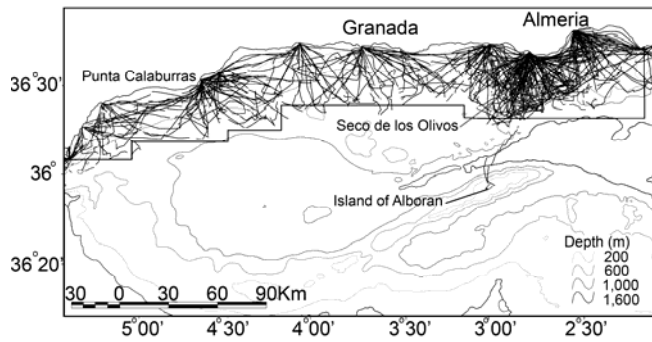 Granada
Almeria
36°30'
Punta Calaburras
Seco de los Olivos
36°
Island of Alboran
Depth (m)
36°20'
200
600
30 0 30 60 90Km
1,000
1,600
5°00' 4°30' 4°00' 3°30' 3°00' 2°30'